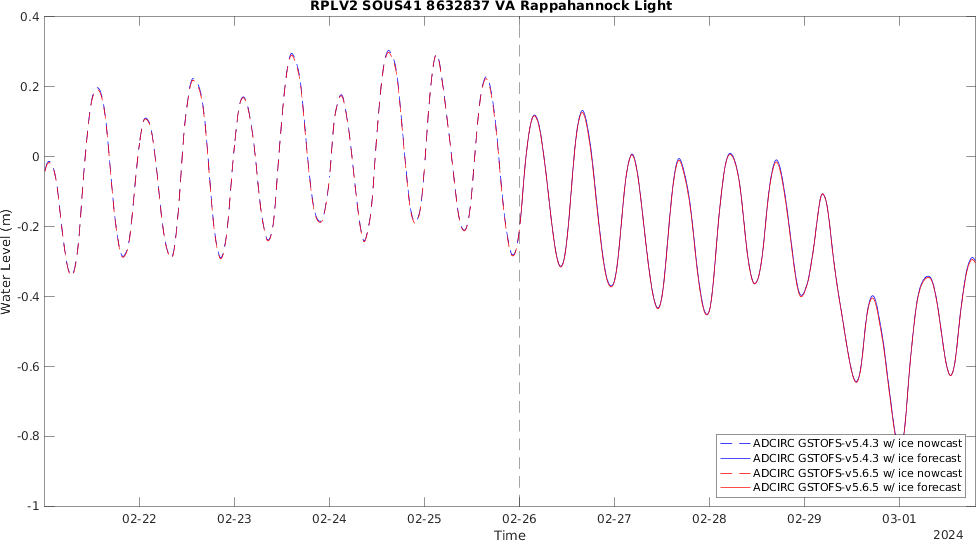 RPLV2 SOUS41 8632837 VA Rappahannock Light
0.4
0.2
0
-0.2
-0.4
-0.6
-0.8
-1
Water Level (m)
ADCIRC GSTOFS-v5.4.3 w/ ice nowcast
ADCIRC GSTOFS-v5.4.3 w/ ice forecast
ADCIRC GSTOFS-v5.6.5 w/ ice nowcast
ADCIRC GSTOFS-v5.6.5 w/ ice forecast
02-22 02-23 02-24 02-25 02-26 02-27 02-28 02-29 03-01
Time
2024